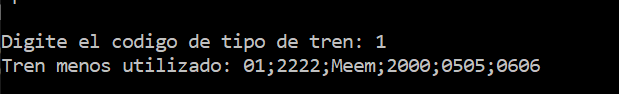 Digite el codigo de tipo de tren: 1
Tren menos utilizado: 01;2222;Meem;2000;0505;0606